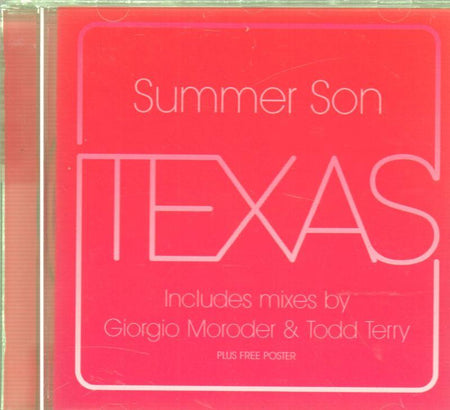 Summer Son
TEXAS
Includes mixes by
Giorgio Moroder & Todd Terry
PLUS FREE POSTER